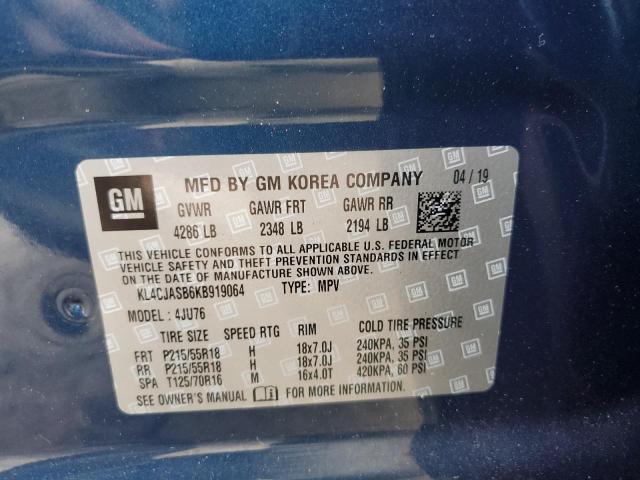 GM
MFD BY GM KOREA COMPANY 04 / 19
GVWR GAWR FRT GAWR RR
4286 LB 2348 LB 2194 LB
THIS VEHICLE CONFORMS TO ALL APPLICABLE U.S. FEDERAL MOTOR
VEHICLE SAFETY AND THEFT PREVENTION STANDARDS IN EFFECT
ON THE DATE OF MANUFACTURE SHOWN ABOVE.
KL4CJASB6KB919064 TYPE: MPV
MODEL: 4JU76
TIRE SIZE SPEED RTG RIM COLD TIRE PRESSURE
FRT P215/55R18 H 18x7.0J 240KPA, 35 PSI
RR P215/55R18 H 18x7.0J 240KPA, 35 PSI
SPA T125/70R16 M 16x4.0T 420KPA, 60 PSI
SEE OWNER'S MANUAL FOR MORE INFORMATION.